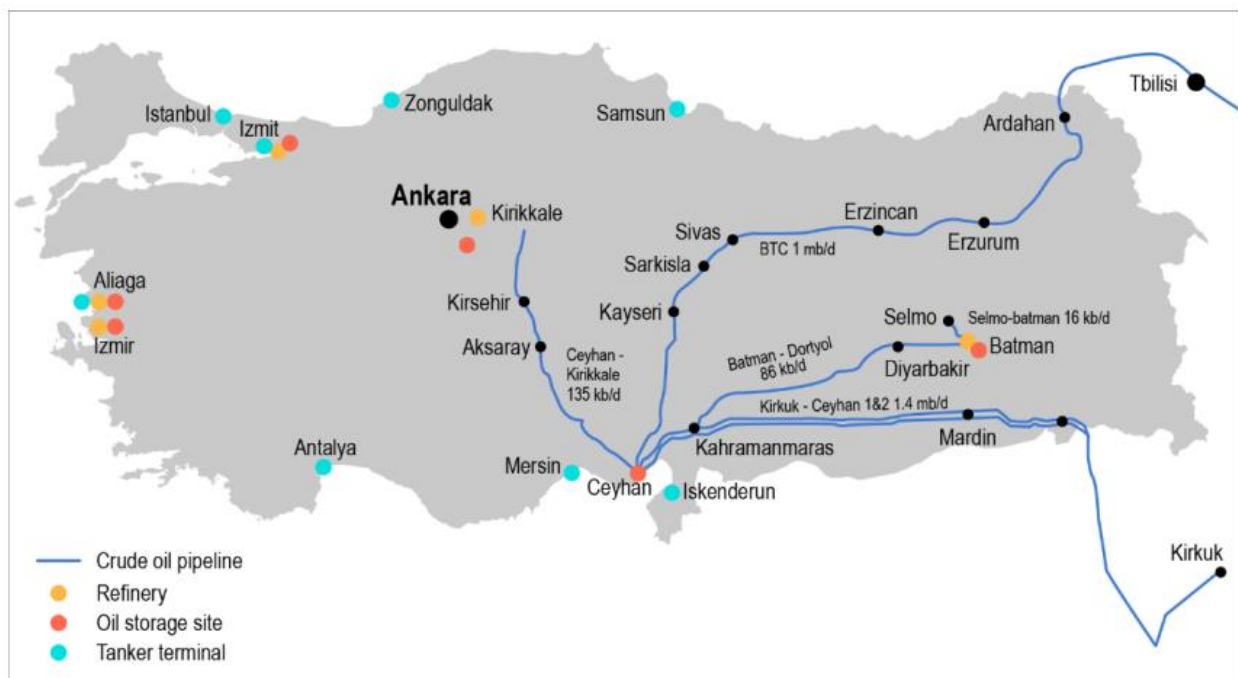 Tbilisi
Zonguldak
Istanbul
Samsun
Izmit
Ardahan
Ankara
Kirikkale
Erzincan
Sivas
Erzurum
BTC 1 mb/d
Sarkisla
Aliaga
Kirsehir
Kayseri
Selmo
Selmo-batman 16 kb/d
Izmir
Aksaray
Batman
Ceyhan -
Kirikkale
135 kb/d
Batman - Dortyol
86 kb/d
Diyarbakir
Kirkuk - Ceyhan 1&2 1.4 mb/d
Antalya
Kahramanmaras
Mardin
Mersin
Ceyhan
Iskenderun
Kirkuk
Crude oil pipeline
Refinery
Oil storage site
Tanker terminal